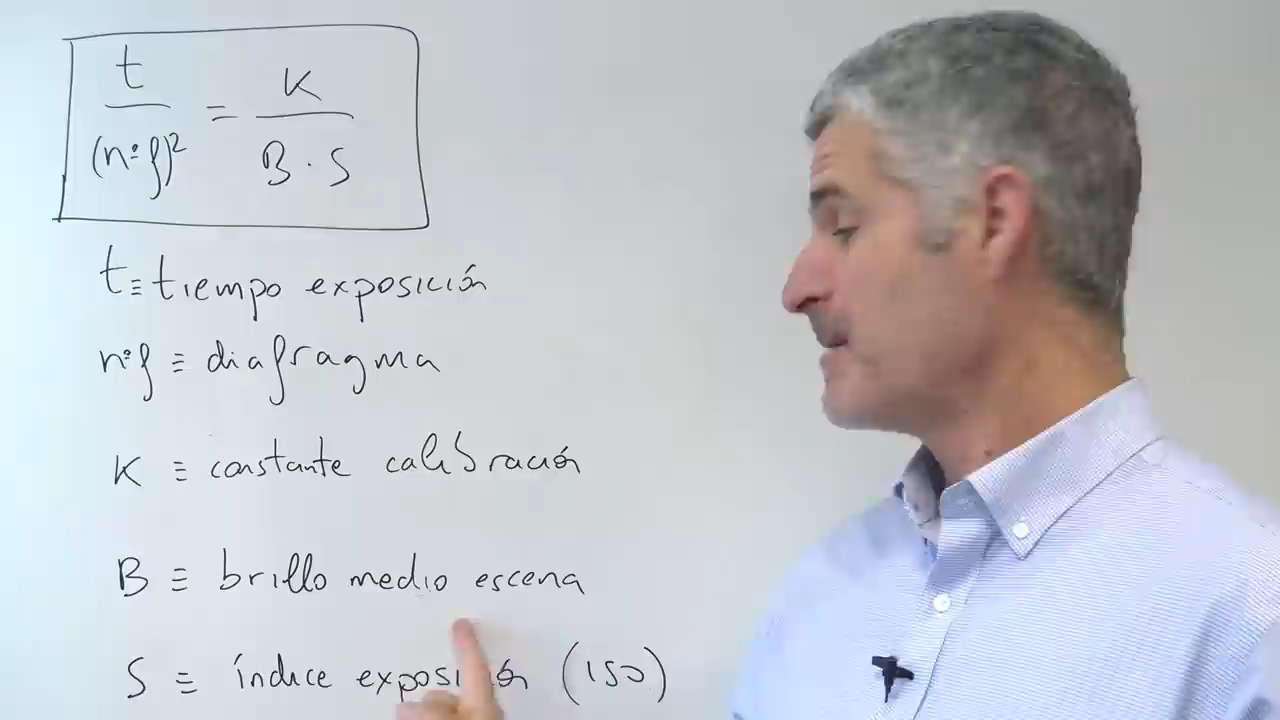 t / (nºf)² = K / B · S
t ≡ tiempo exposición
nºf ≡ diafragma
K ≡ constante calibración
B ≡ brillo medio escena
S ≡ índice exposición (ISO)